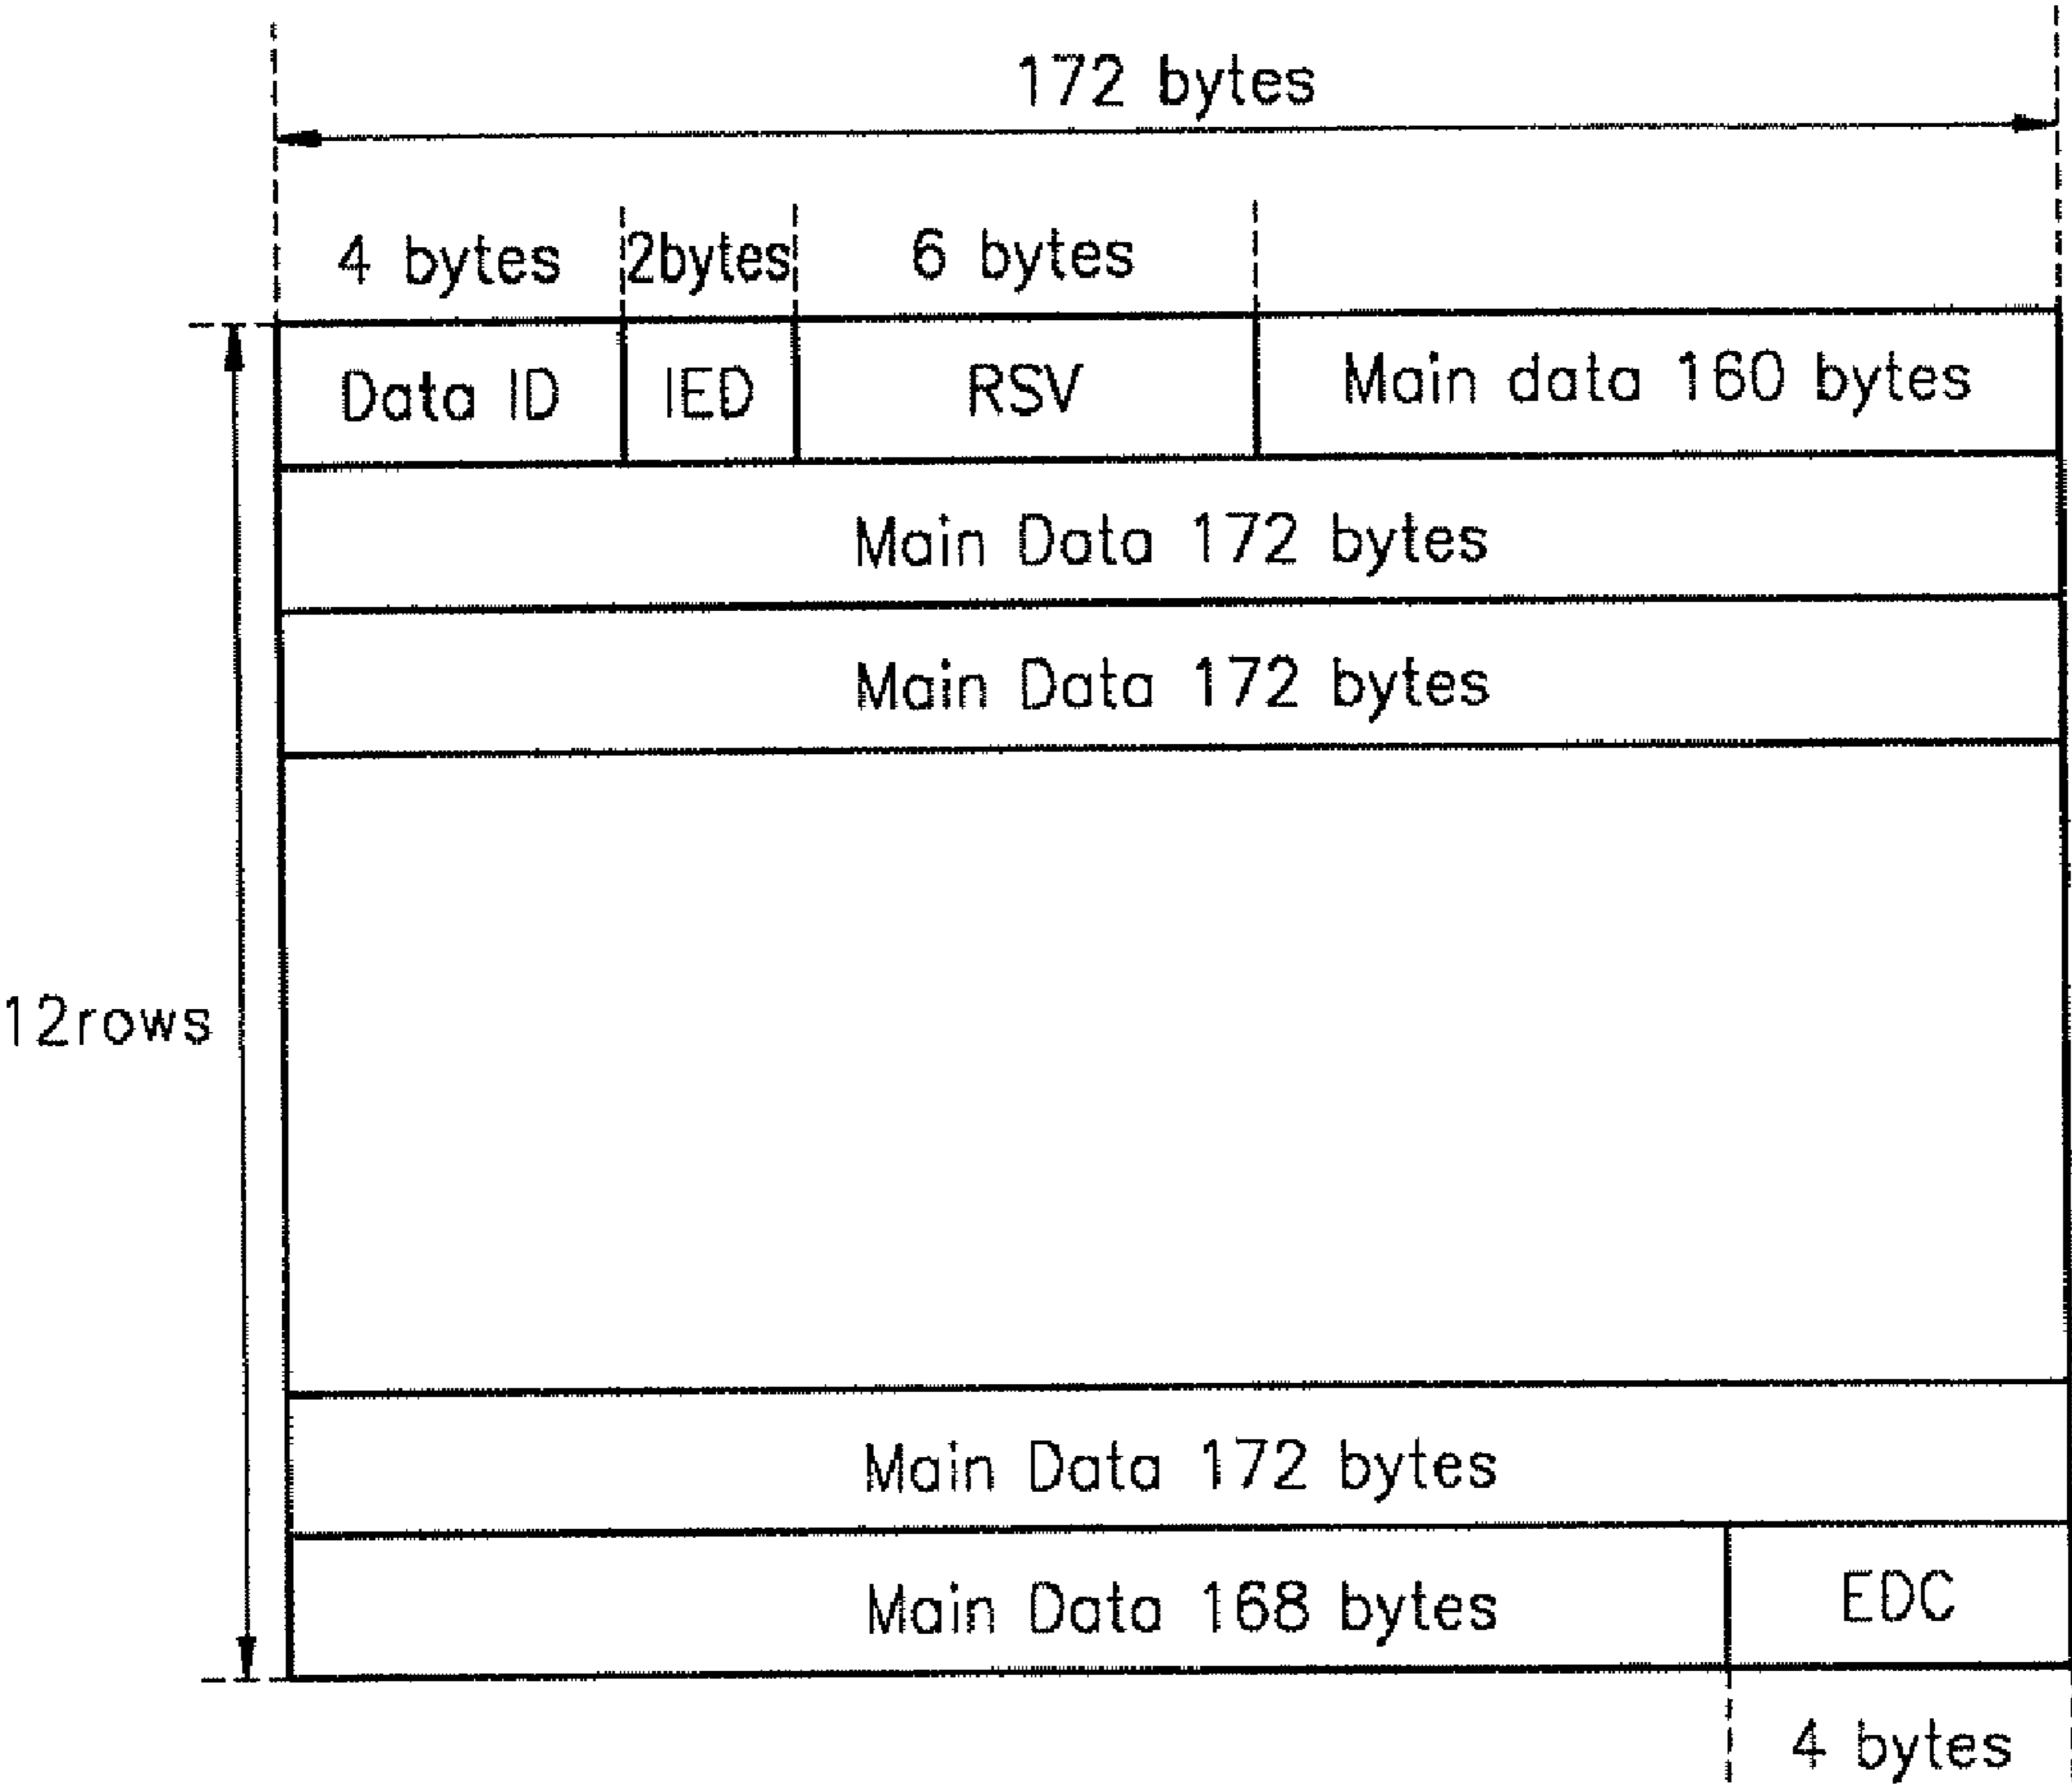 172 bytes
4 bytes 2bytes 6 bytes
Data ID IED RSV Main data 160 bytes
Main Data 172 bytes
Main Data 172 bytes
12rows
Main Data 172 bytes
Main Data 168 bytes EDC
4 bytes